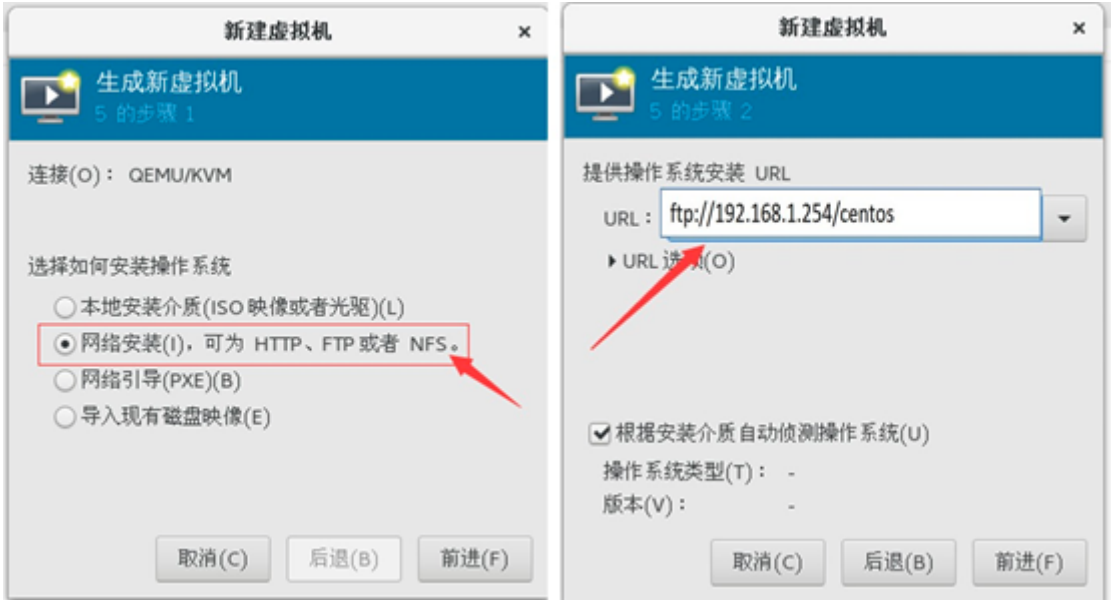 新建虚拟机 ×
生成新虚拟机
5 的步骤 1
连接(O)： QEMU/KVM
选择如何安装操作系统
本地安装介质(ISO 映像或者光驱)(L)
网络安装(I)，可为 HTTP、FTP 或者 NFS。
网络引导(PXE)(B)
导入现有磁盘映像(E)
取消(C) 后退(B) 前进(F)
新建虚拟机 ×
生成新虚拟机
5 的步骤 2
提供操作系统安装 URL
URL： ftp://192.168.1.254/centos
URL 选项(O)
根据安装介质自动侦测操作系统(U)
操作系统类型(T)： -
版本(V)： -
取消(C) 后退(B) 前进(F)